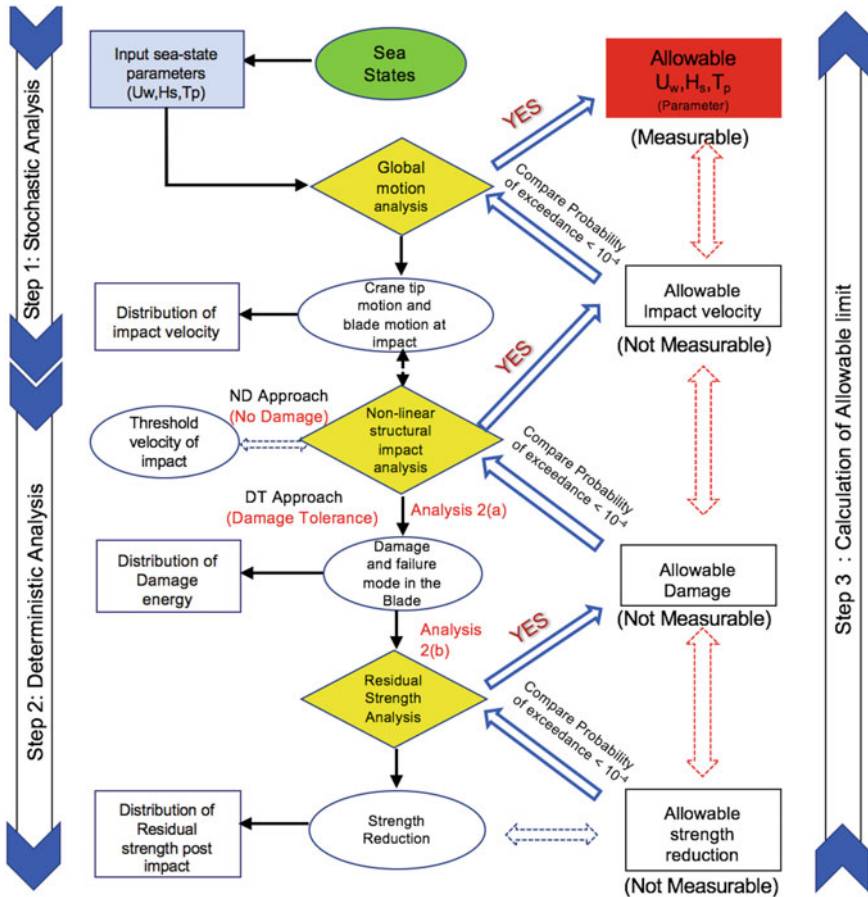 Step 1: Stochastic Analysis
Step 2: Deterministic Analysis
Input sea-state
parameters
(Uw,Hs,Tp)
Sea
States
Allowable
Uw,Hs,Tp
(Parameter)
(Measurable)
YES
Global
motion
analysis
Compare Probability
of exceedance < 10-4
Distribution of
impact velocity
Crane tip
motion and
blade motion at
impact
Allowable
Impact velocity
(Not Measurable)
YES
ND Approach
(No Damage)
Threshold
velocity of
impact
Non-linear
structural
impact
analysis
Compare Probability
of exceedance < 10-4
DT Approach
(Damage Tolerance)
Analysis 2(a)
Distribution of
Damage
energy
Damage
and failure
mode in the
Blade
Allowable
Damage
(Not Measurable)
Analysis
2(b)
YES
Residual
Strength
Analysis
Compare Probability
of exceedance < 10-4
Distribution of
Residual
strength post
impact
Strength
Reduction
Allowable
strength
reduction
(Not Measurable)
Step 3 : Calculation of Allowable limit